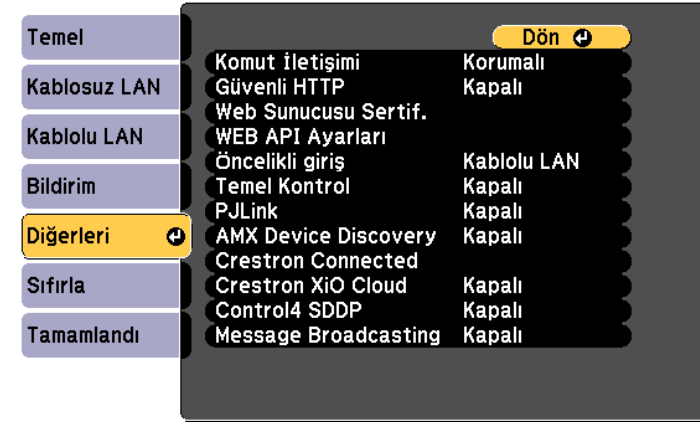 Temel
Kablosuz LAN
Kablolu LAN
Bildirim
Diğerleri
Sıfırla
Tamamlandı
Dön
Komut İletişimi Korumalı
Güvenli HTTP Kapalı
Web Sunucusu Sertif.
WEB API Ayarları
Öncelikli giriş Kablolu LAN
Temel Kontrol Kapalı
PJLink Kapalı
AMX Device Discovery Kapalı
Crestron Connected
Crestron XiO Cloud Kapalı
Control4 SDDP Kapalı
Message Broadcasting Kapalı